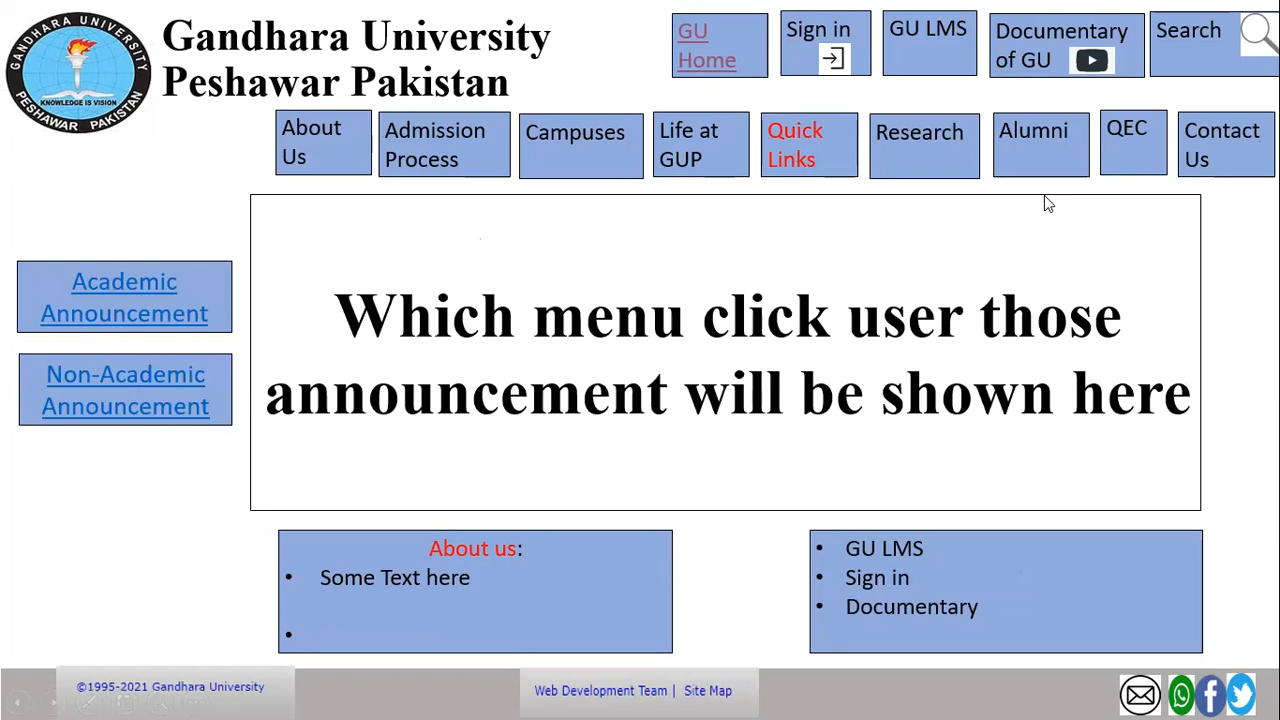 GANDHARA UNIVERSITY
KNOWLEDGE IS VISION
PESHAWAR PAKISTAN
Gandhara University
Peshawar Pakistan
GU
Home
Sign in
GU LMS
Documentary
of GU
Search
About
Us
Admission
Process
Campuses
Life at
GUP
Quick
Links
Research
Alumni
QEC
Contact
Us
Academic
Announcement
Non-Academic
Announcement
Which menu click user those
announcement will be shown here
About us:
• Some Text here
•
• GU LMS
• Sign in
• Documentary
©1995-2021 Gandhara University
Web Development Team | Site Map